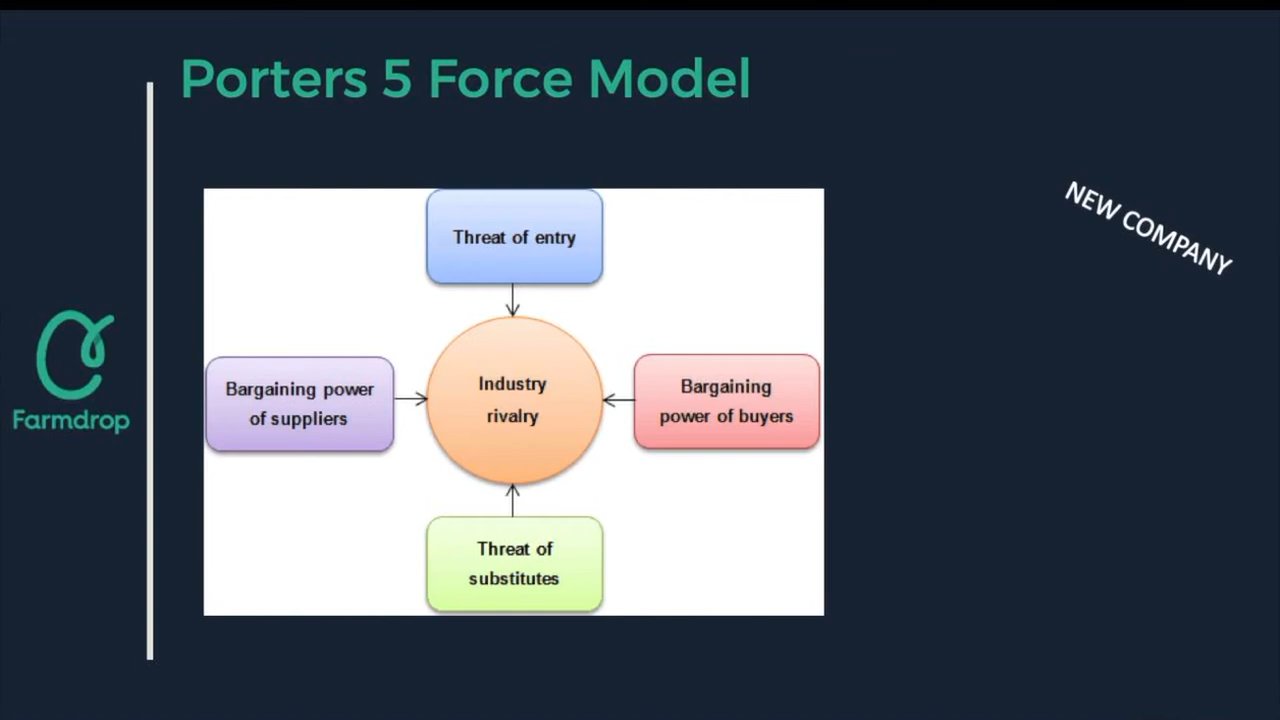 Porters 5 Force Model
NEW COMPANY
Threat of entry
Bargaining power
of suppliers
Industry
rivalry
Bargaining
power of buyers
Threat of
substitutes
Farmdrop